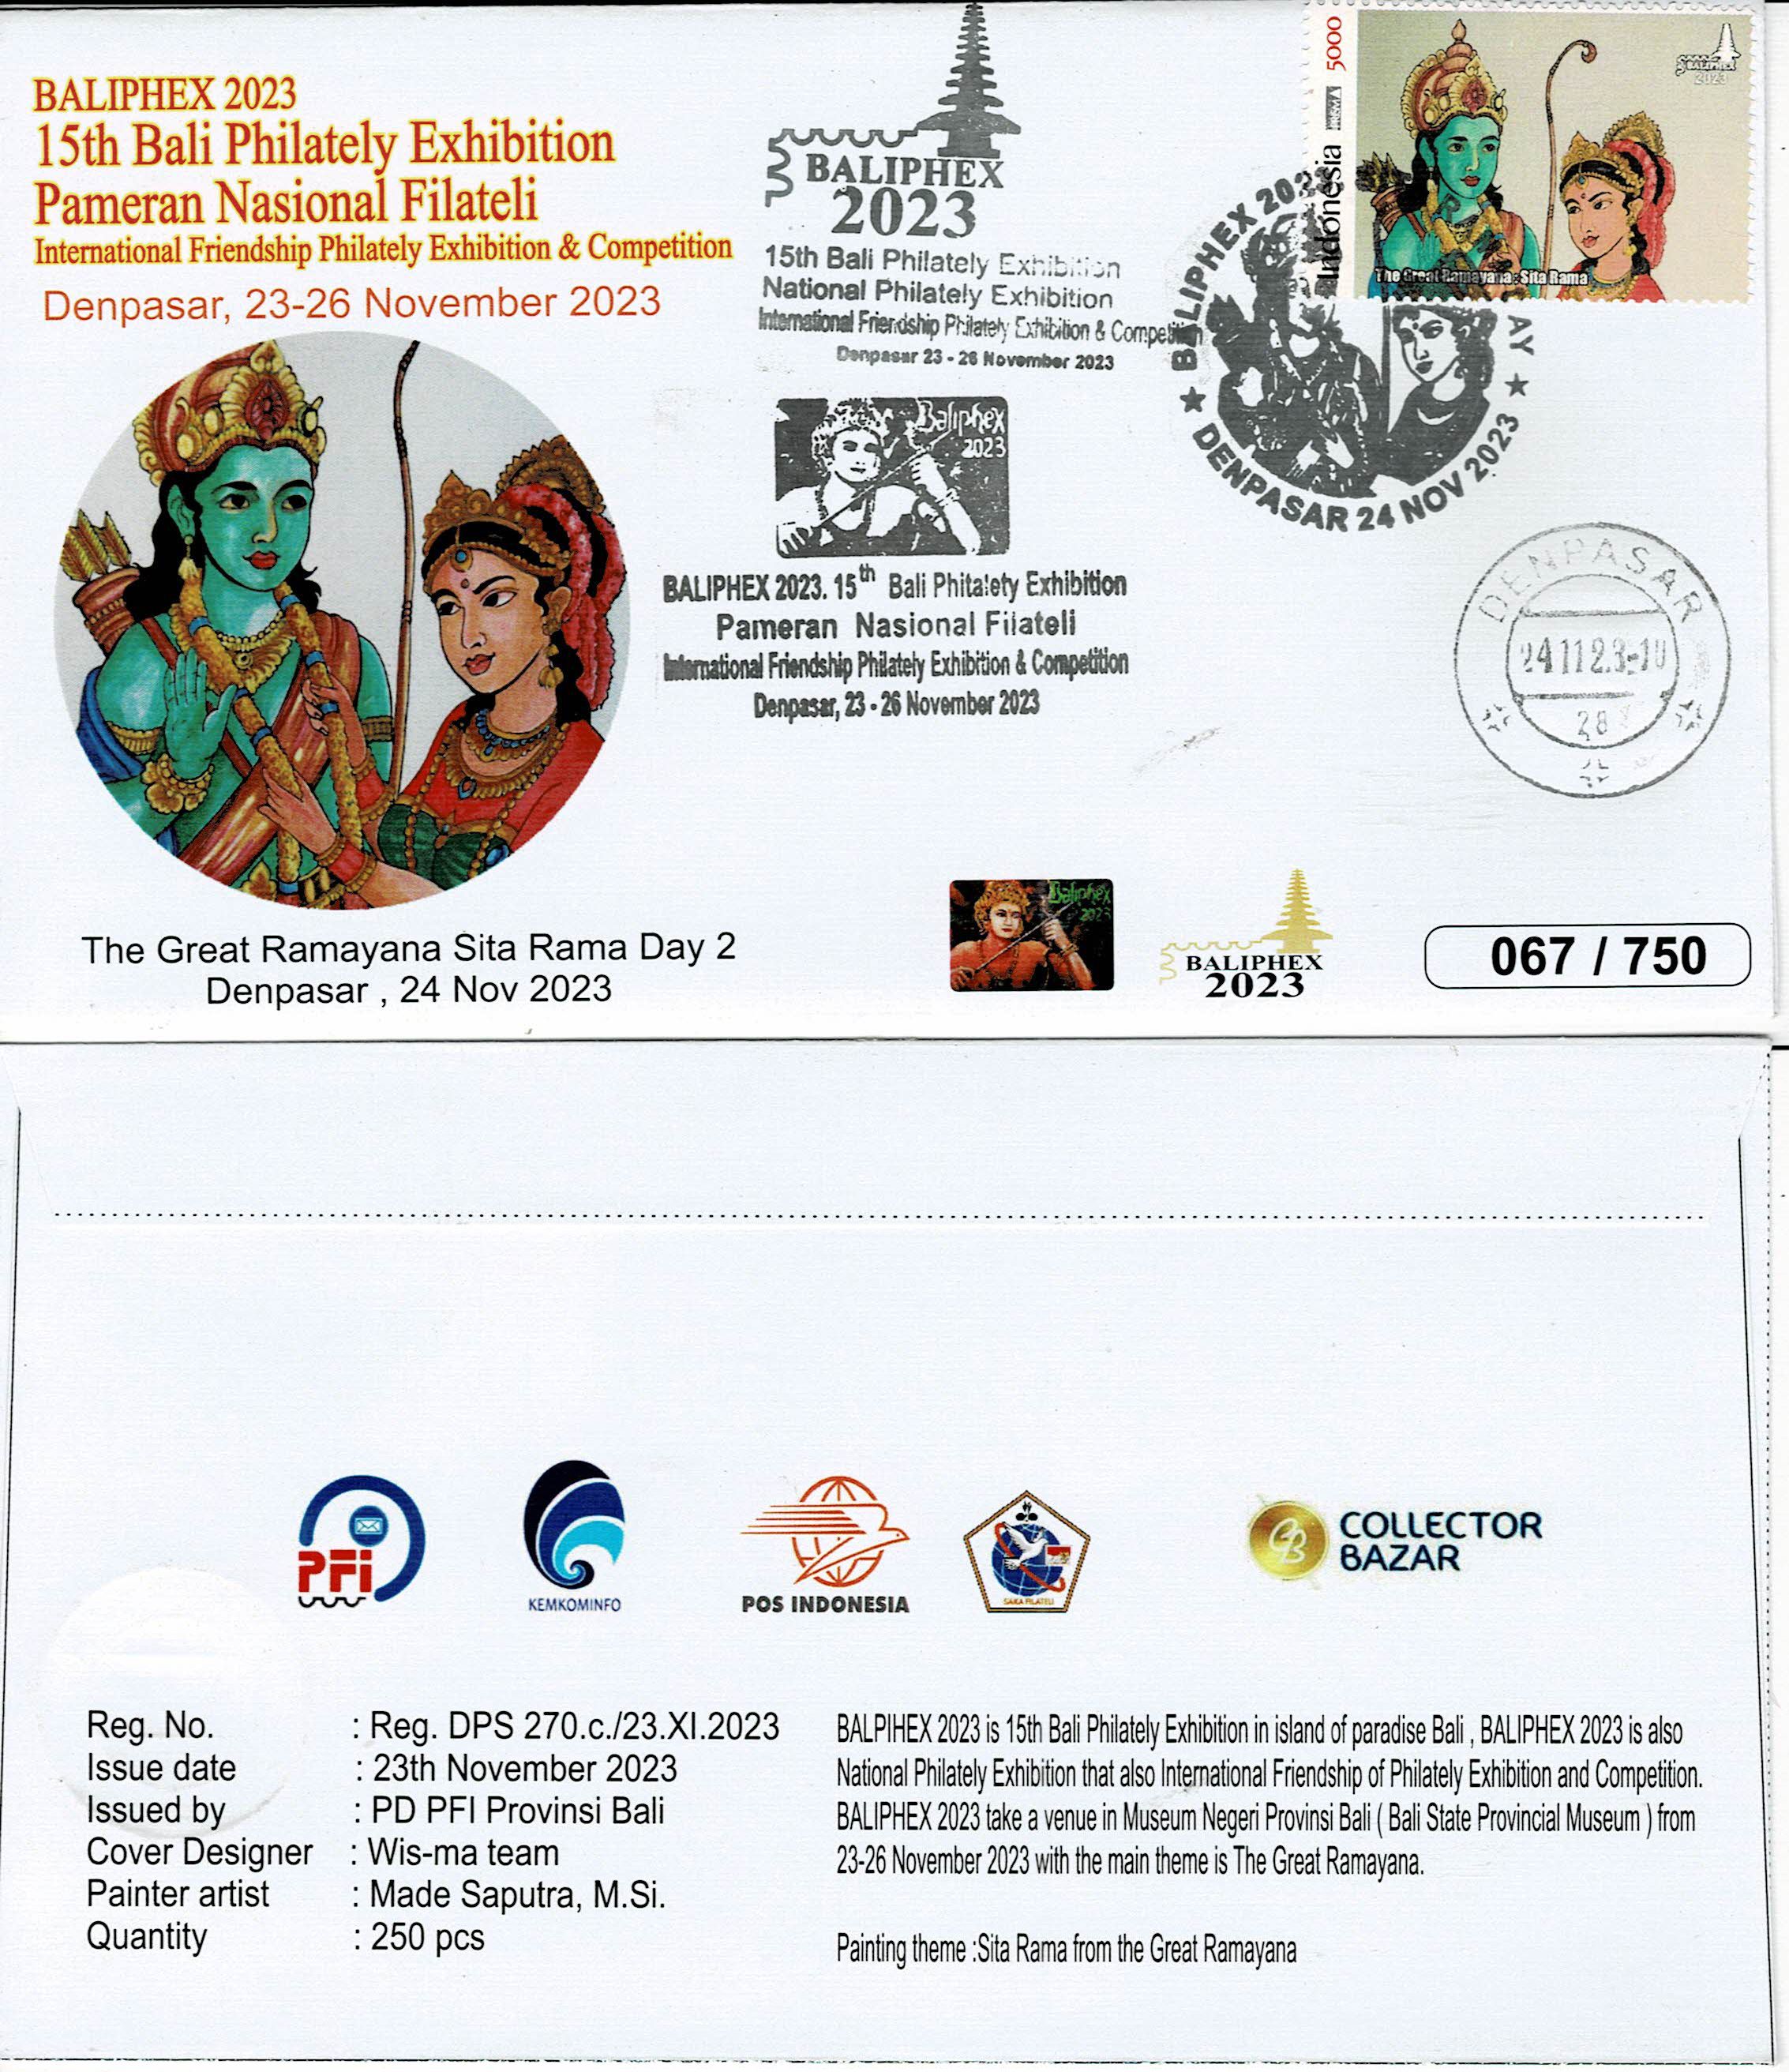 BALIPHEX 2023
15th Bali Philately Exhibition
Pameran Nasional Filateli
International Friendship Philately Exhibition & Competition
Denpasar, 23-26 November 2023
BALIPHEX
2023
15th Bali Philately Exhibition
National Philately Exhibition
International Friendship Philately Exhibition & Competition
Denpasar 23 - 26 November 2023
Baliphex
2023
BALIPHEX 2023. 15th Bali Philately Exhibition
Pameran Nasional Filateli
International Friendship Philately Exhibition & Competition
Denpasar, 23 - 26 November 2023
5000
Indonesia
BALIPHEX
2023
The Great Ramayana : Sita Rama
BALIPHEX 2023
AY
DENPASAR 24 NOV 2023
DENPASAR
241123-10
28
The Great Ramayana Sita Rama Day 2
Denpasar , 24 Nov 2023
Baliphex
2023
BALIPHEX
2023
067 / 750
PFi
KEMKOMINFO
POS INDONESIA
SAKA FILATELI
CB
COLLECTOR
BAZAR
Reg. No. : Reg. DPS 270.c./23.XI.2023
Issue date : 23th November 2023
Issued by : PD PFI Provinsi Bali
Cover Designer : Wis-ma team
Painter artist : Made Saputra, M.Si.
Quantity : 250 pcs
BALPIHEX 2023 is 15th Bali Philately Exhibition in island of paradise Bali , BALIPHEX 2023 is also
National Philately Exhibition that also International Friendship of Philately Exhibition and Competition.
BALIPHEX 2023 take a venue in Museum Negeri Provinsi Bali ( Bali State Provincial Museum ) from
23-26 November 2023 with the main theme is The Great Ramayana.
Painting theme :Sita Rama from the Great Ramayana